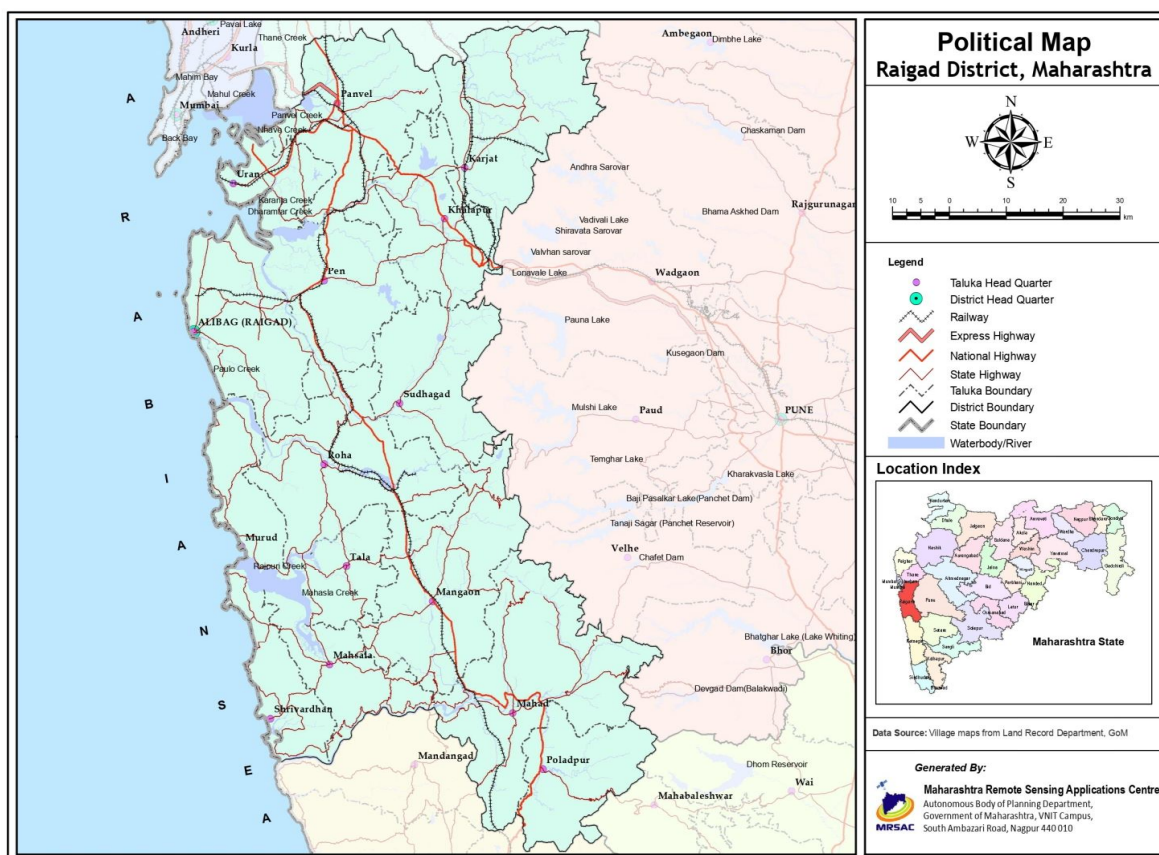 Political Map
Raigad District, Maharashtra
N
W E
S
10 5 0 10 20 30
km
Legend
Taluka Head Quarter
District Head Quarter
Railway
Express Highway
National Highway
State Highway
Taluka Boundary
District Boundary
State Boundary
Waterbody/River
Location Index
Maharashtra State
Data Source: Village maps from Land Record Department, GoM
Generated By:
MRSAC
Maharashtra Remote Sensing Applications Centre
Autonomous Body of Planning Department,
Government of Maharashtra, VNIT Campus,
South Ambazari Road, Nagpur 440 010
ARABIAN SEA
Andheri
Kurla
Thane Creek
Mahim Bay
Mahul Creek
Mumbai
Back Bay
Panvel
Panvel Creek
Nhava Creek
Uran
Karanja Creek
Dharamtar Creek
Karjat
Khalapur
Pen
ALIBAG (RAIGAD)
Paulo Creek
Sudhagad
Roha
Murud
Rajpuri Creek
Tala
Mahasla Creek
Mangaon
Mahsala
Shrivardhan
Mahad
Poladpur
Mandangad
Mahabaleshwar
Wai
Dhom Reservoir
Ambegaon
Dimbhe Lake
Chaskaman Dam
Andhra Sarovar
Rajgurunagar
Bhama Askhed Dam
Vadivali Lake
Shiravata Sarovar
Valvhan sarovar
Lonavale Lake
Wadgaon
Pauna Lake
Kusegaon Dam
Mulshi Lake
Paud
PUNE
Temghar Lake
Kharakvasla Lake
Baji Pasalkar Lake(Panchet Dam)
Tanaji Sagar (Panchet Reservoir)
Velhe
Chafet Dam
Bhatghar Lake (Lake Whiting)
Bhor
Devgad Dam(Balakwadi)